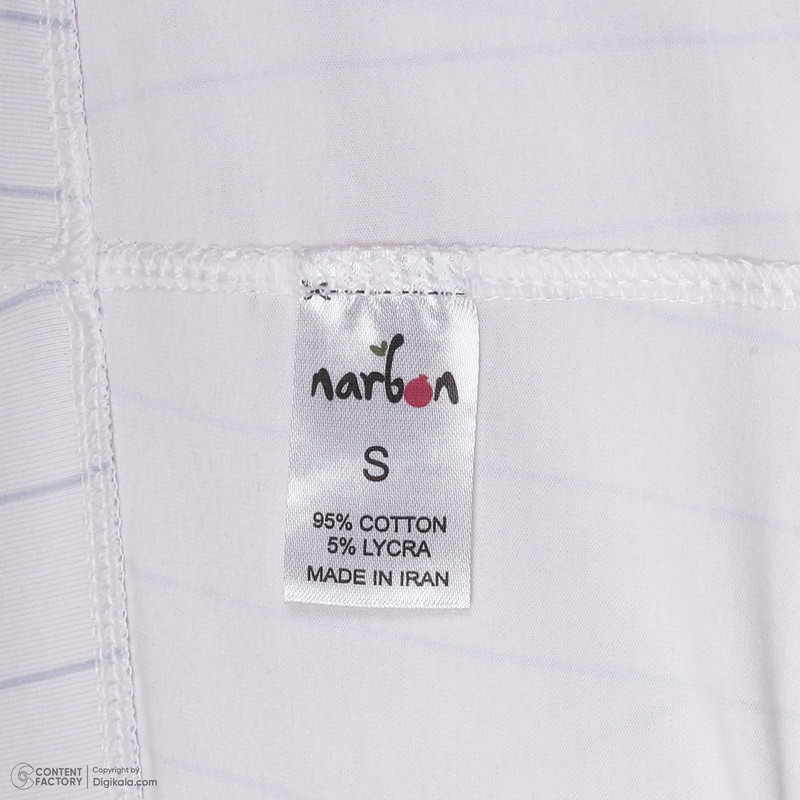 narbon
S
95% COTTON
5% LYCRA
MADE IN IRAN
CONTENT
FACTORY
Copyright by
Digikala.com